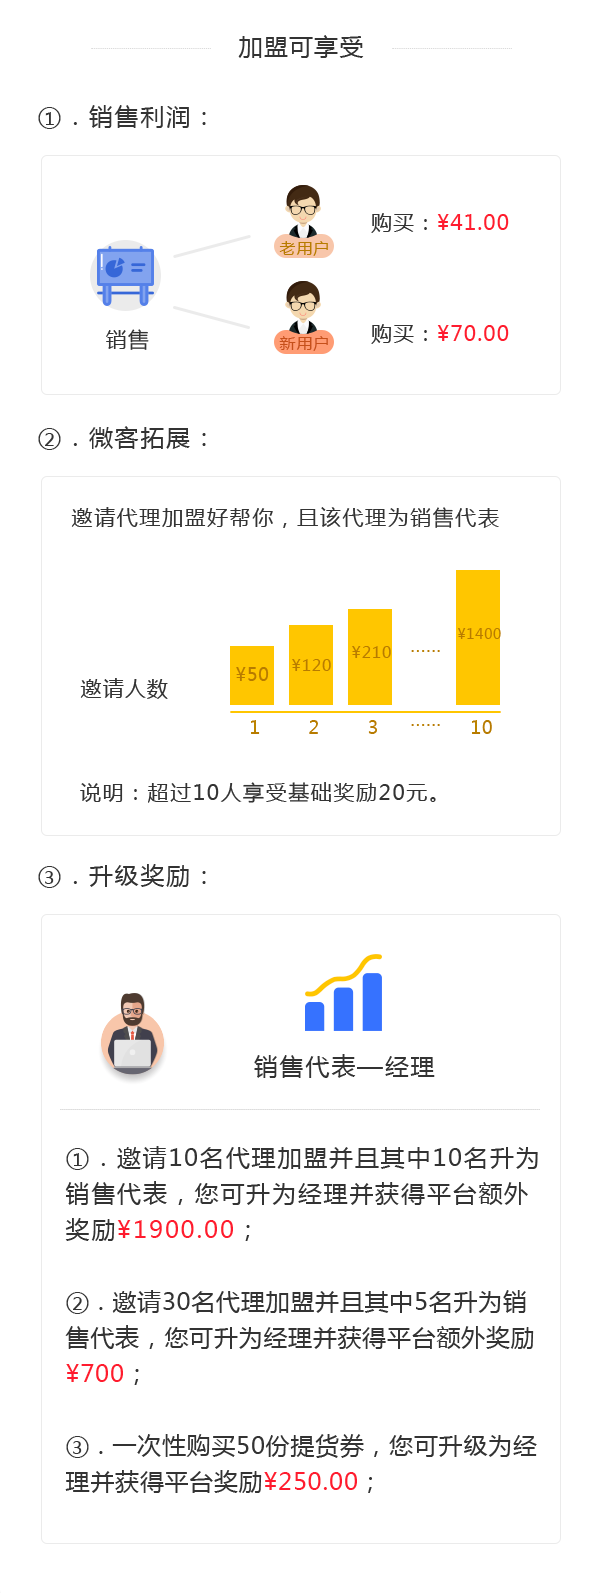 加盟可享受
①．销售利润：
老用户
购买：¥41.00
销售
新用户
购买：¥70.00
②．微客拓展：
邀请代理加盟好帮你，且该代理为销售代表
邀请人数
¥50 ¥120 ¥210 ······ ¥1400
1 2 3 ······ 10
说明：超过10人享受基础奖励20元。
③．升级奖励：
销售代表—经理
①．邀请10名代理加盟并且其中10名升为
销售代表，您可升为经理并获得平台额外
奖励¥1900.00；
②．邀请30名代理加盟并且其中5名升为销
售代表，您可升为经理并获得平台额外奖励
¥700；
③．一次性购买50份提货券，您可升级为经
理并获得平台奖励¥250.00；